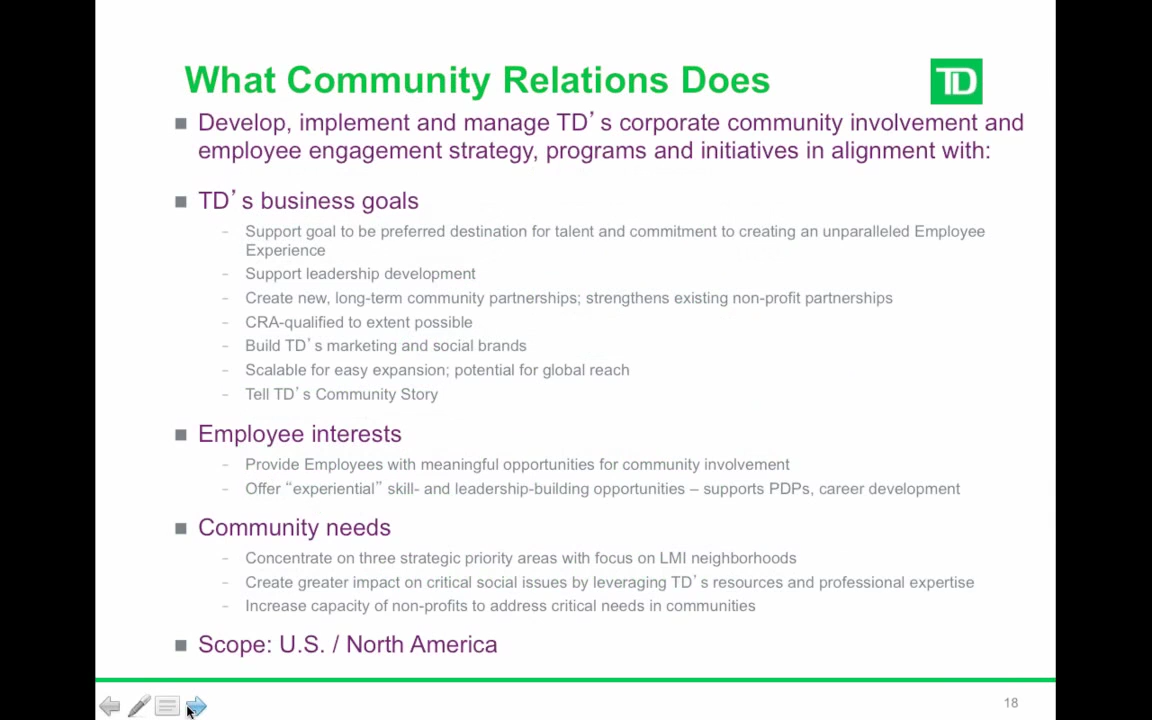 What Community Relations Does
TD
■ Develop, implement and manage TD’s corporate community involvement and
employee engagement strategy, programs and initiatives in alignment with:
■ TD’s business goals
- Support goal to be preferred destination for talent and commitment to creating an unparalleled Employee
Experience
- Support leadership development
- Create new, long-term community partnerships; strengthens existing non-profit partnerships
- CRA-qualified to extent possible
- Build TD’s marketing and social brands
- Scalable for easy expansion; potential for global reach
- Tell TD’s Community Story
■ Employee interests
- Provide Employees with meaningful opportunities for community involvement
- Offer “experiential” skill- and leadership-building opportunities – supports PDPs, career development
■ Community needs
- Concentrate on three strategic priority areas with focus on LMI neighborhoods
- Create greater impact on critical social issues by leveraging TD’s resources and professional expertise
- Increase capacity of non-profits to address critical needs in communities
■ Scope: U.S. / North America
18